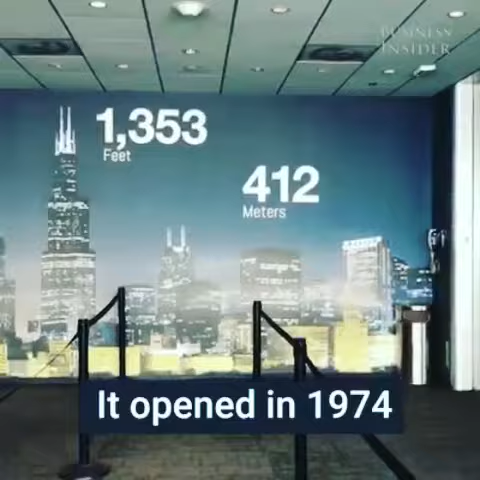 BUSINESS
INSIDER
1,353
Feet
412
Meters
It opened in 1974